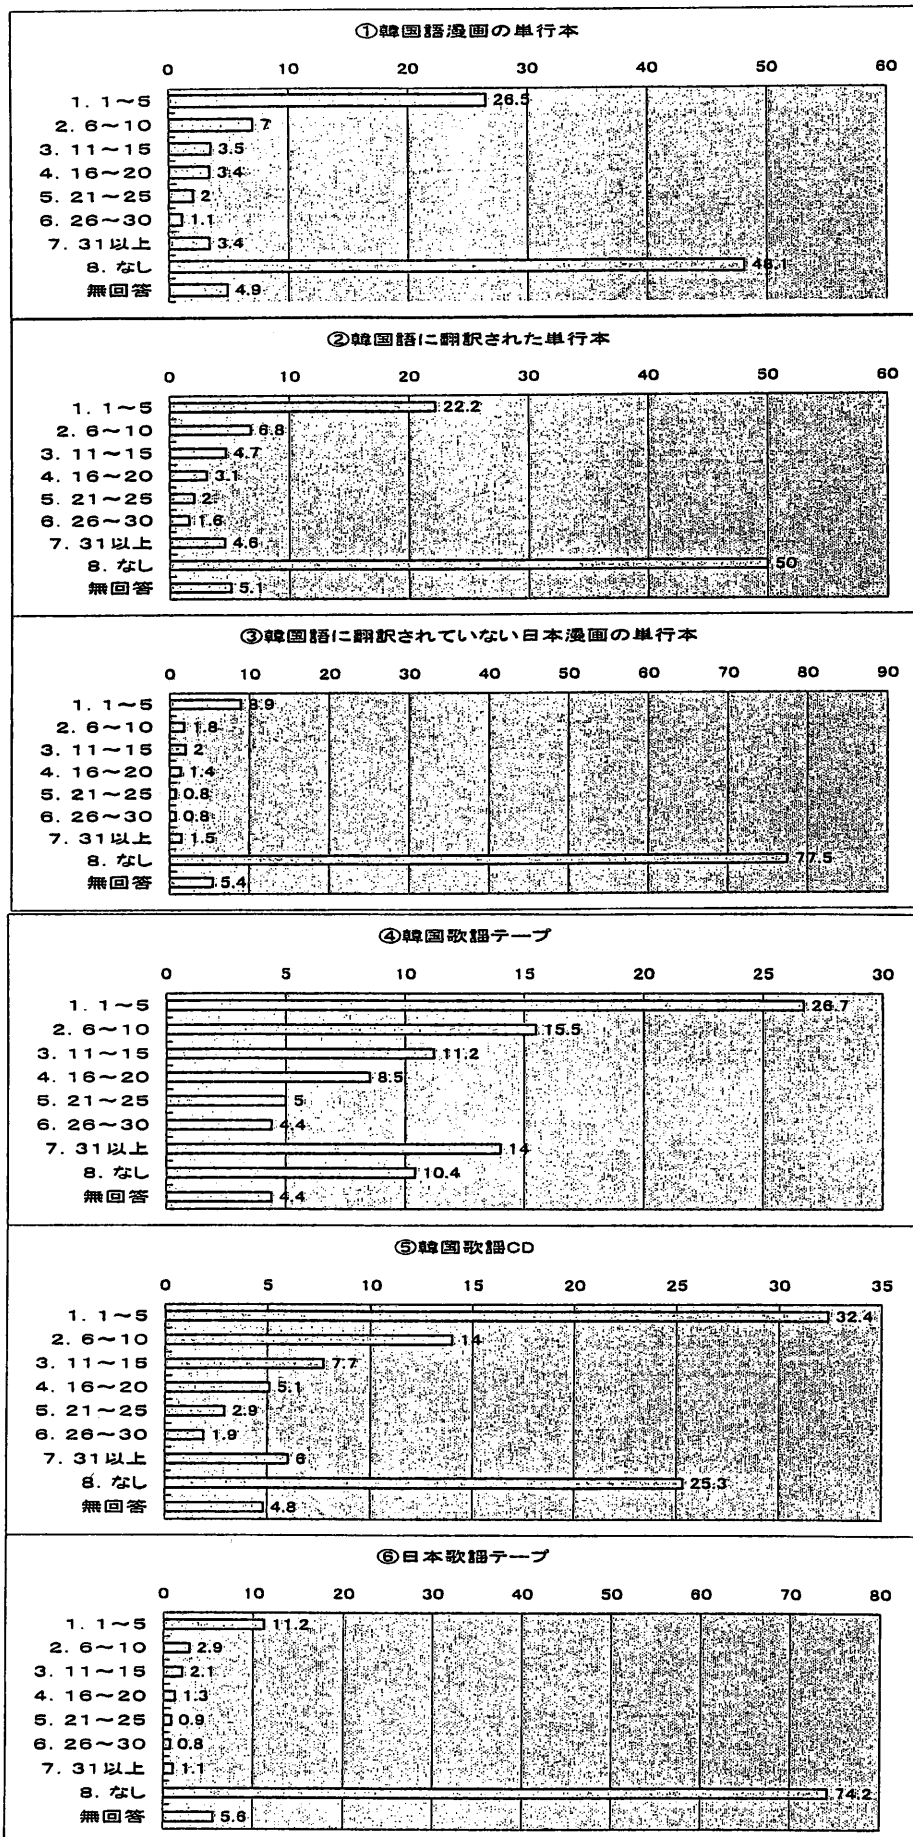 ①韓国語漫画の単行本
0 10 20 30 40 50 60
1. 1～5 26.5
2. 6～10 7
3. 11～15 3.5
4. 16～20 3.4
5. 21～25 2
6. 26～30 1.1
7. 31以上 3.4
8. なし 48.1
無回答 4.9
②韓国語に翻訳された単行本
0 10 20 30 40 50 60
1. 1～5 22.2
2. 6～10 6.8
3. 11～15 4.7
4. 16～20 3.1
5. 21～25 2
6. 26～30 1.6
7. 31以上 4.6
8. なし 50
無回答 5.1
③韓国語に翻訳されていない日本漫画の単行本
0 10 20 30 40 50 60 70 80 90
1. 1～5 8.9
2. 6～10 1.8
3. 11～15 2
4. 16～20 1.4
5. 21～25 0.8
6. 26～30 0.8
7. 31以上 1.5
8. なし 77.5
無回答 5.4
④韓国歌謡テープ
0 5 10 15 20 25 30
1. 1～5 26.7
2. 6～10 15.5
3. 11～15 11.2
4. 16～20 8.5
5. 21～25 5
6. 26～30 4.4
7. 31以上 14
8. なし 10.4
無回答 4.4
⑤韓国歌謡CD
0 5 10 15 20 25 30 35
1. 1～5 32.4
2. 6～10 14
3. 11～15 7.7
4. 16～20 5.1
5. 21～25 2.9
6. 26～30 1.9
7. 31以上 6
8. なし 25.3
無回答 4.8
⑥日本歌謡テープ
0 10 20 30 40 50 60 70 80
1. 1～5 11.2
2. 6～10 2.9
3. 11～15 2.1
4. 16～20 1.3
5. 21～25 0.9
6. 26～30 0.8
7. 31以上 1.1
8. なし 74.2
無回答 5.6